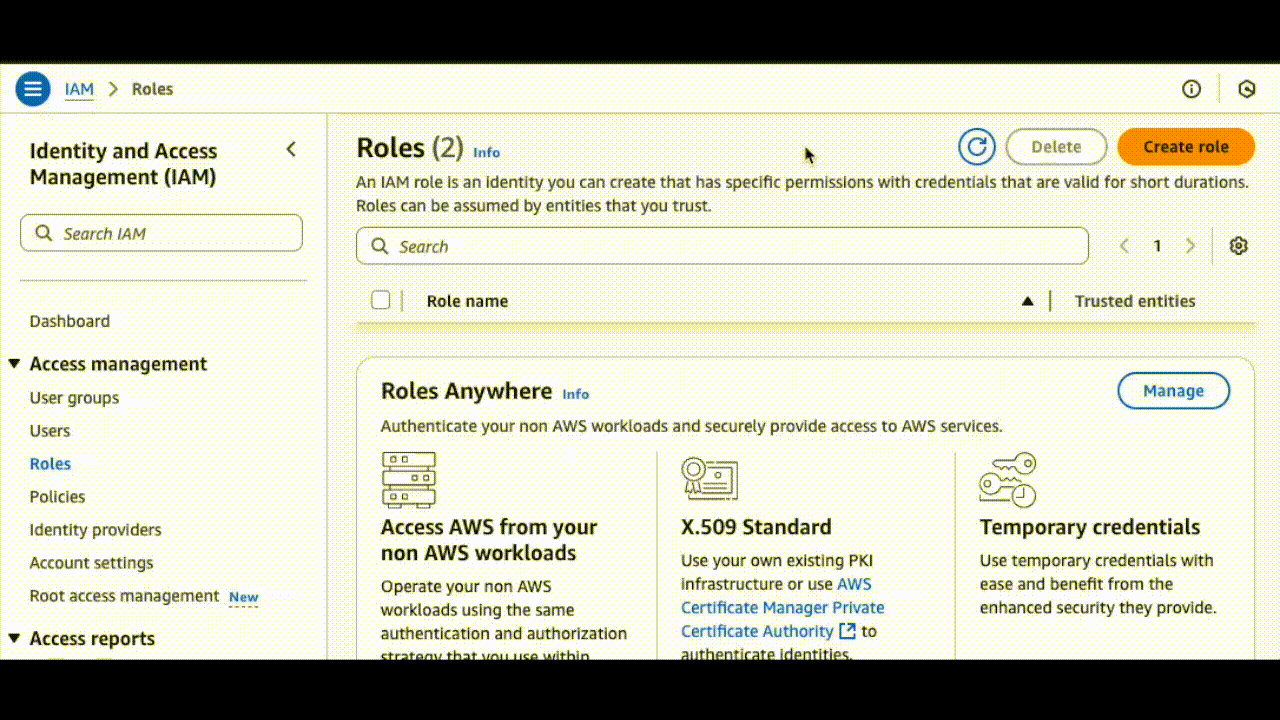 IAM > Roles
Identity and Access
Management (IAM)
Search IAM
Dashboard
Access management
User groups
Users
Roles
Policies
Identity providers
Account settings
Root access management New
Access reports
Roles (2) Info
Delete
Create role
An IAM role is an identity you can create that has specific permissions with credentials that are valid for short durations.
Roles can be assumed by entities that you trust.
Search
1
Role name
Trusted entities
Roles Anywhere Info
Manage
Authenticate your non AWS workloads and securely provide access to AWS services.
Access AWS from your
non AWS workloads
Operate your non AWS
workloads using the same
authentication and authorization
strategy that you use within
X.509 Standard
Use your own existing PKI
infrastructure or use AWS
Certificate Manager Private
Certificate Authority to
authenticate identities.
Temporary credentials
Use temporary credentials with
ease and benefit from the
enhanced security they provide.